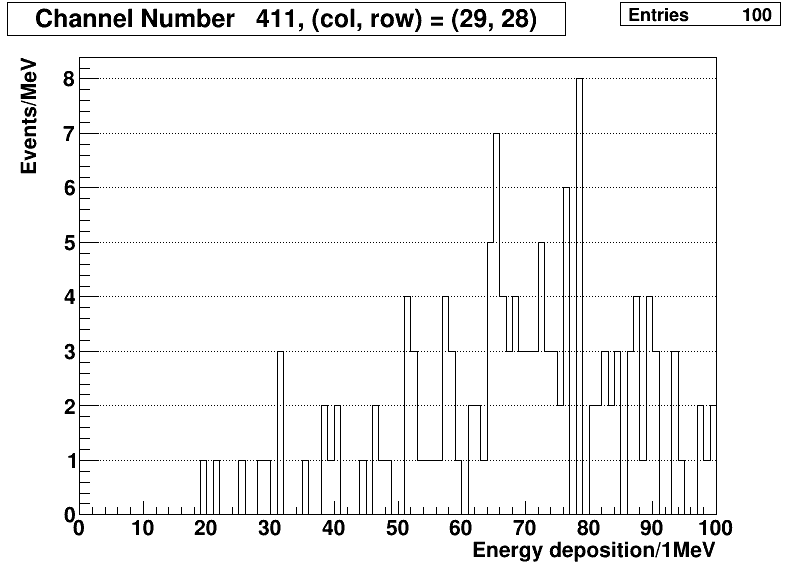 Channel Number 411, (col, row) = (29, 28)
Entries 100
Events/MeV
8
7
6
5
4
3
2
1
0
0 10 20 30 40 50 60 70 80 90 100
Energy deposition/1MeV